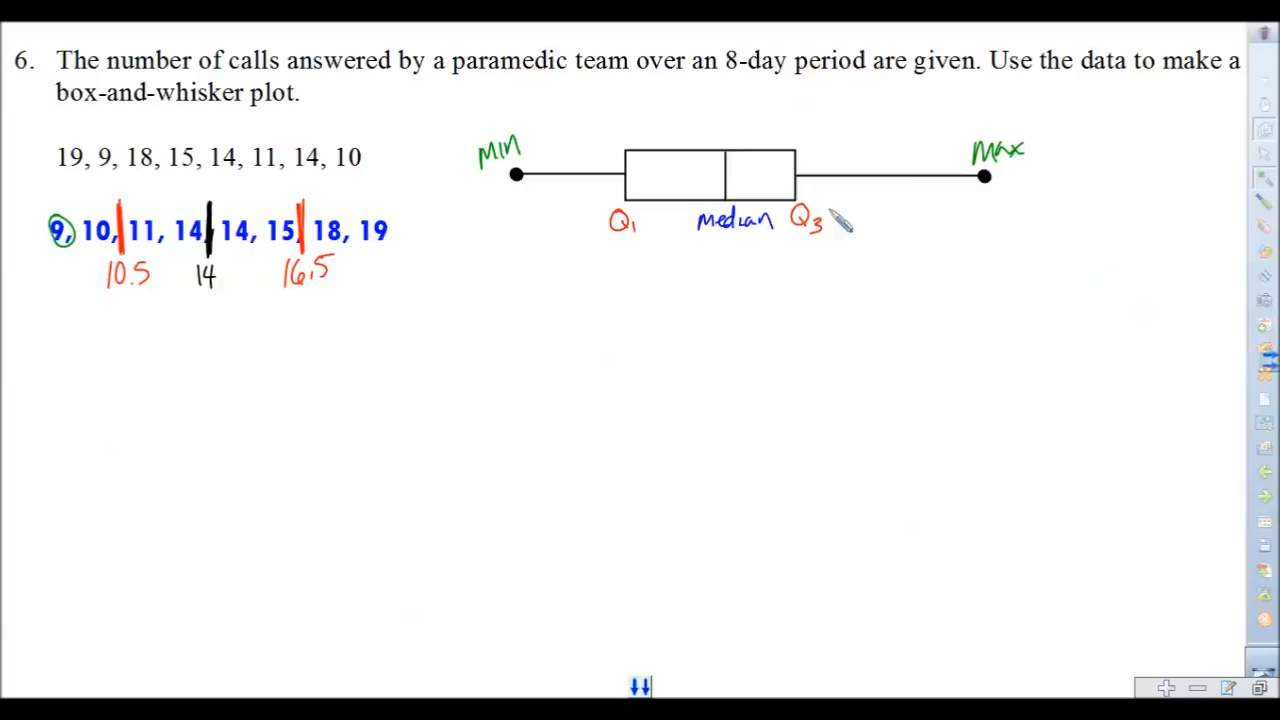 6. The number of calls answered by a paramedic team over an 8-day period are given. Use the data to make a
box-and-whisker plot.
19, 9, 18, 15, 14, 11, 14, 10
9, 10, 11, 14, 14, 15, 18, 19
10.5 14 16.5
MIN Max
Q1 median Q3